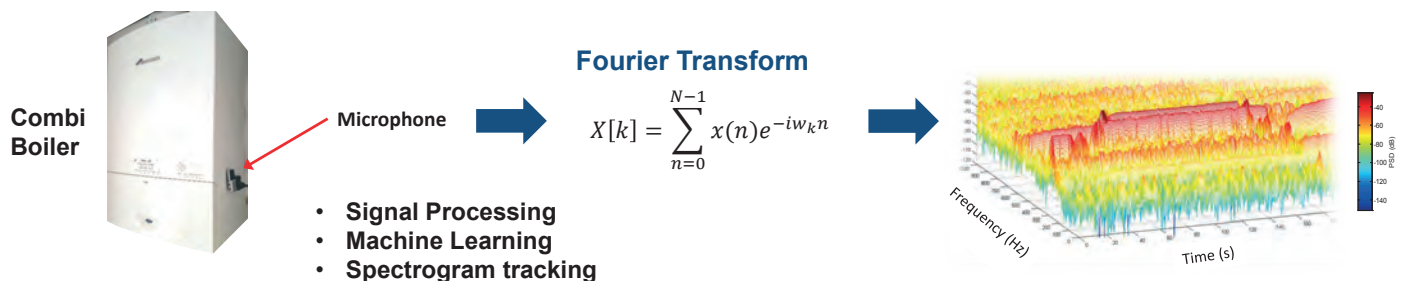 Combi
Boiler
Microphone
• Signal Processing
• Machine Learning
• Spectrogram tracking
Fourier Transform
X[k] = \sum_{n=0}^{N-1} x(n)e^{-iw_k n}
Frequency (Hz)
Time (s)
-40
-60
-80
-100
-120
-140
PSD (dB)